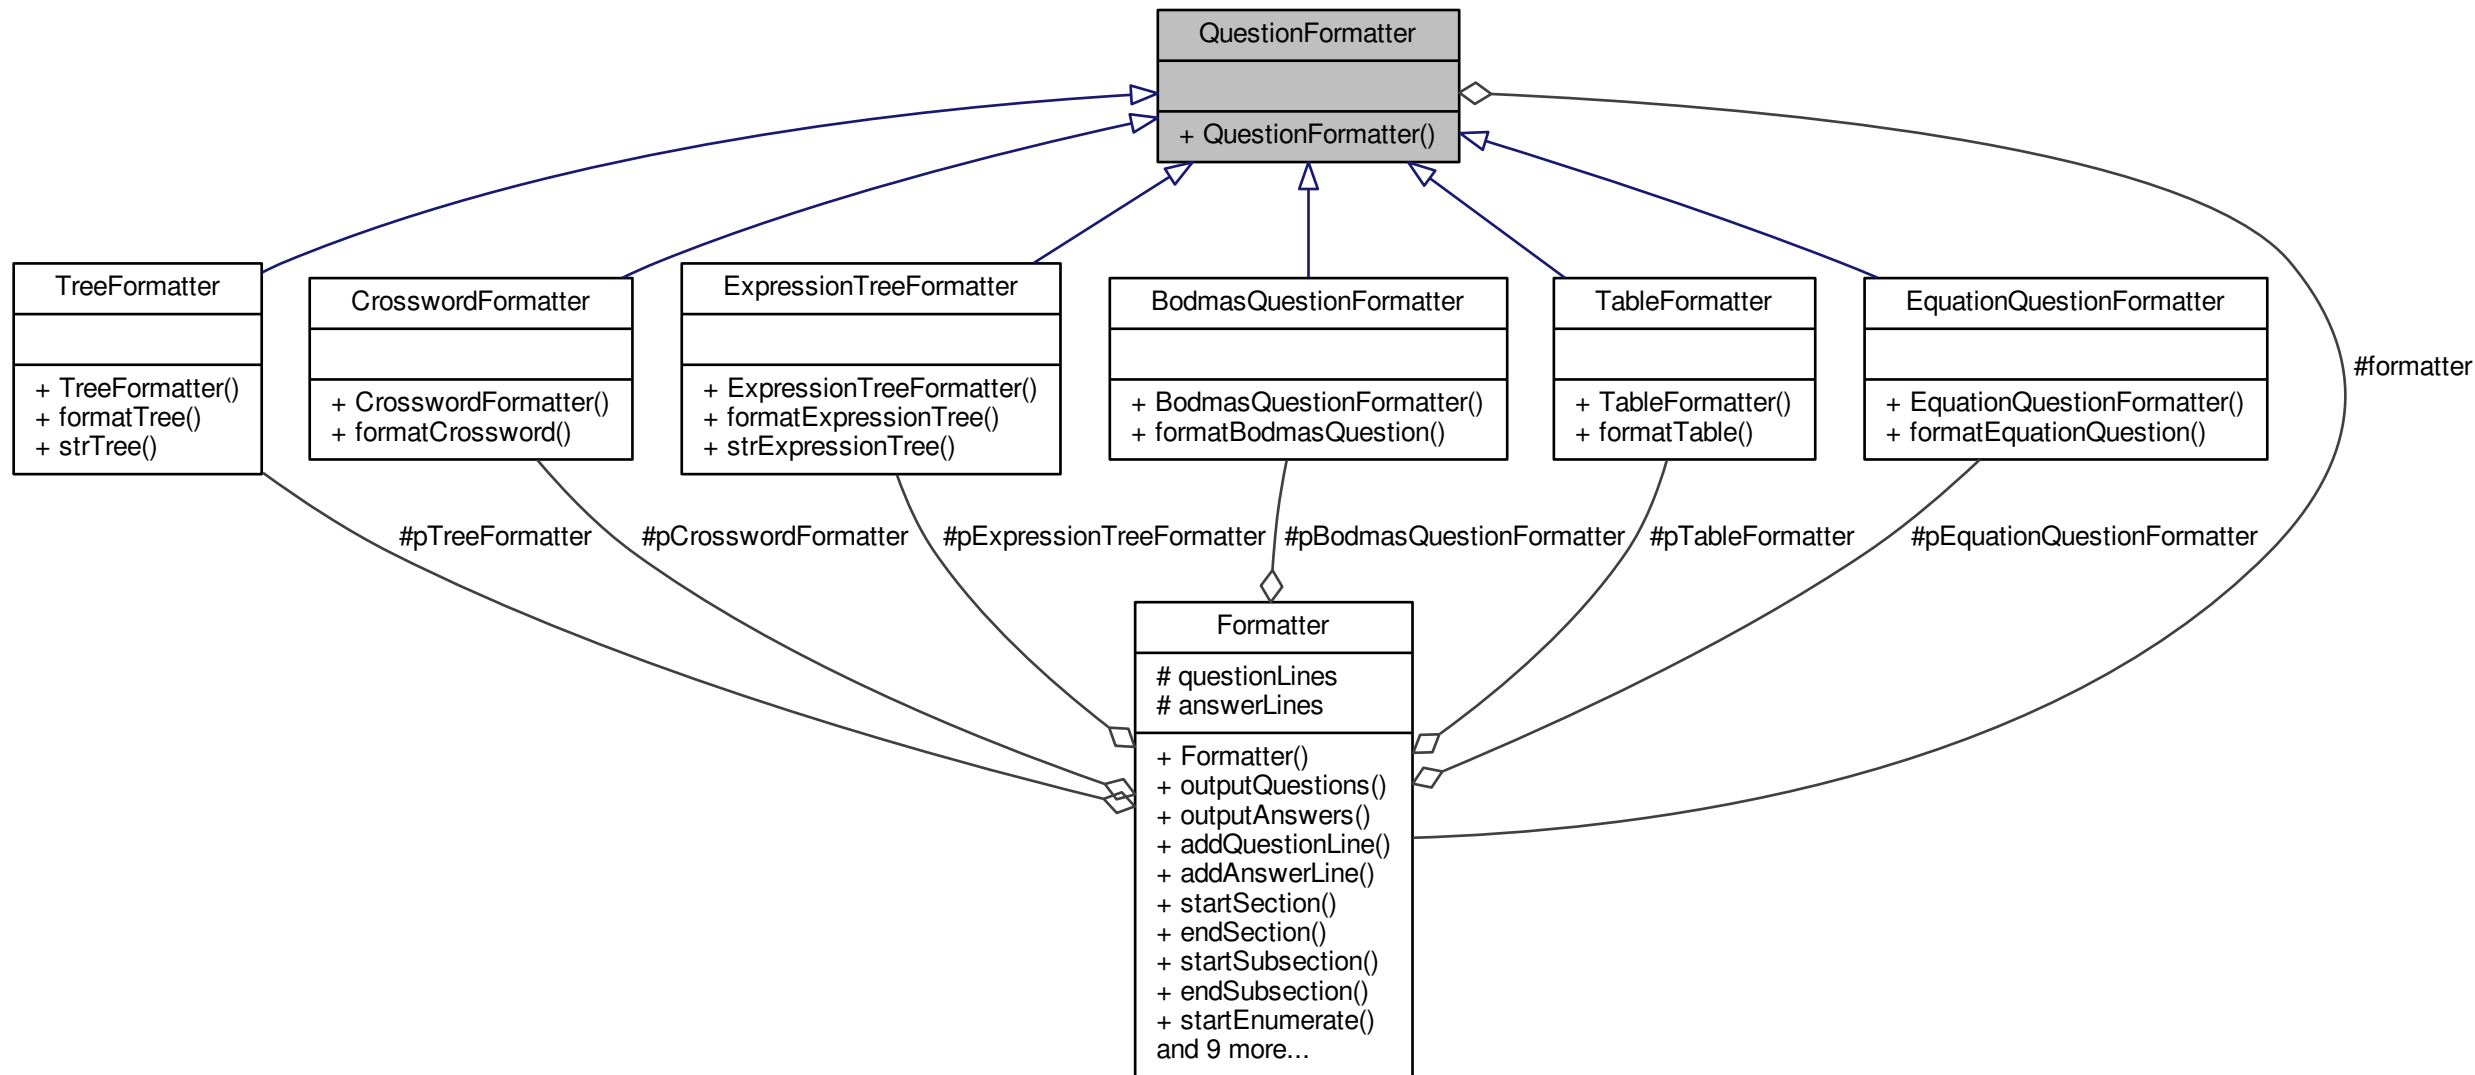 QuestionFormatter
+ QuestionFormatter()
TreeFormatter
+ TreeFormatter()
+ formatTree()
+ strTree()
CrosswordFormatter
+ CrosswordFormatter()
+ formatCrossword()
ExpressionTreeFormatter
+ ExpressionTreeFormatter()
+ formatExpressionTree()
+ strExpressionTree()
BodmasQuestionFormatter
+ BodmasQuestionFormatter()
+ formatBodmasQuestion()
TableFormatter
+ TableFormatter()
+ formatTable()
EquationQuestionFormatter
+ EquationQuestionFormatter()
+ formatEquationQuestion()
#formatter
#pTreeFormatter
#pCrosswordFormatter
#pExpressionTreeFormatter
#pBodmasQuestionFormatter
#pTableFormatter
#pEquationQuestionFormatter
Formatter
# questionLines
# answerLines
+ Formatter()
+ outputQuestions()
+ outputAnswers()
+ addQuestionLine()
+ addAnswerLine()
+ startSection()
+ endSection()
+ startSubsection()
+ endSubsection()
+ startEnumerate()
and 9 more...